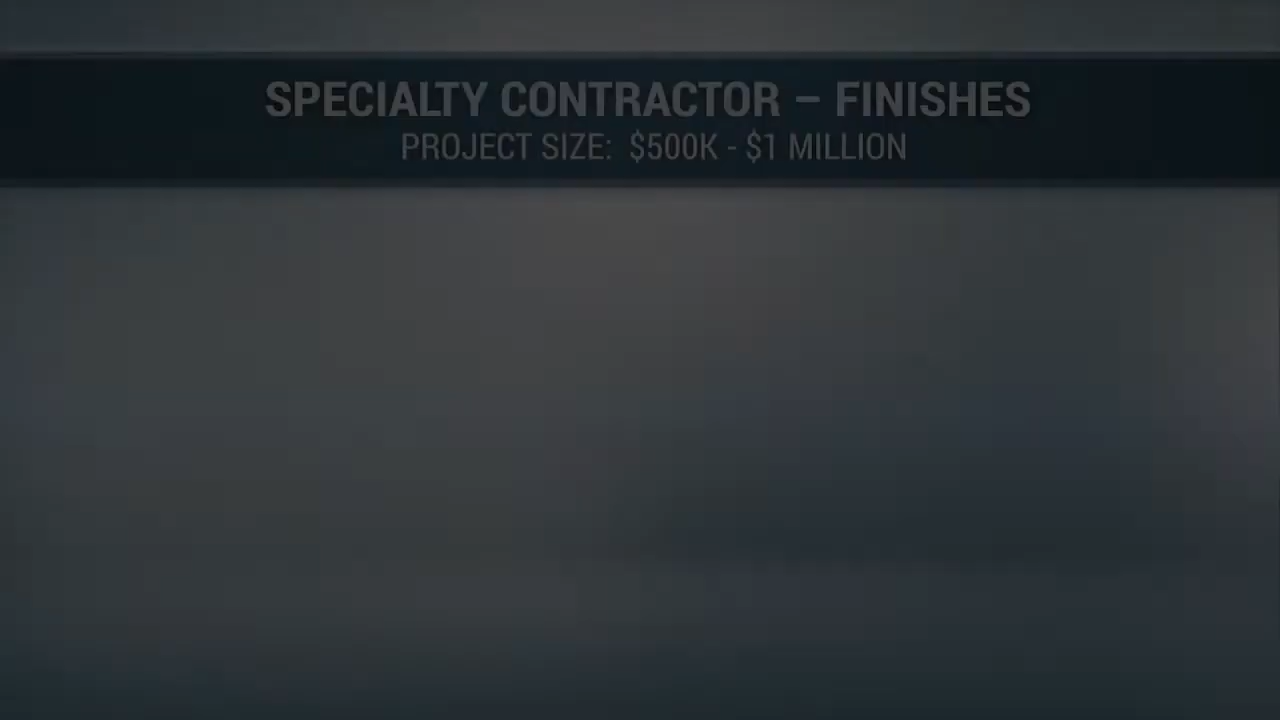 SPECIALTY CONTRACTOR – FINISHES
PROJECT SIZE: $500K - $1 MILLION